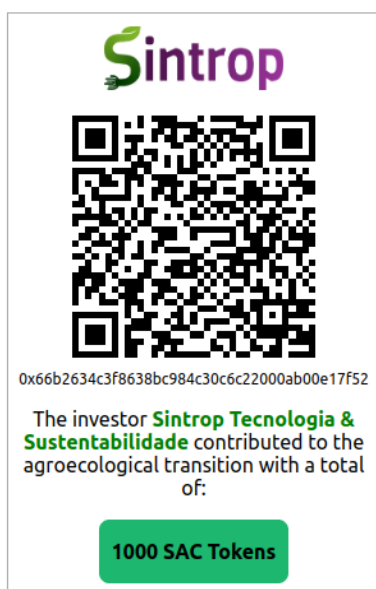 Sintrop
0x66b2634c3f8638bc984c30c6c22000ab00e17f52
The investor Sintrop Tecnologia &
Sustentabilidade contributed to the
agroecological transition with a total
of:
1000 SAC Tokens